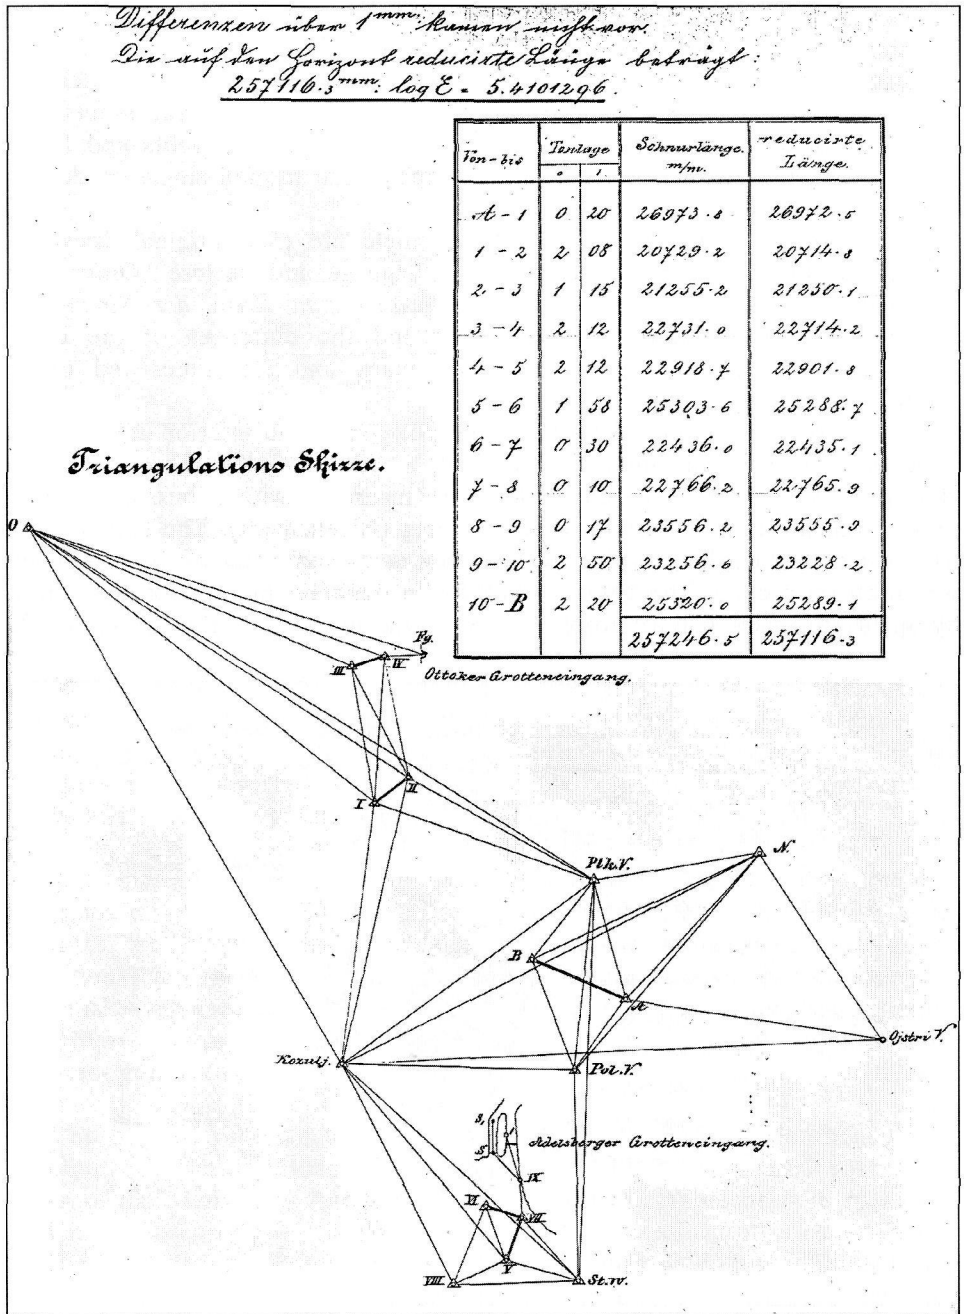 Differenzen über 1 mm. kamen nicht vor.
Die auf den Horizont reducirte Länge beträgt:
257116.3 mm. log E = 5.4101296.
Von-bis Tonlage Schnurlänge. reducirte
° ' m/m. Länge.
A-1 0 20 26973.8 26972.5
1-2 2 08 20729.2 20714.8
2-3 1 15 21255.2 21250.1
3-4 2 12 22731.0 22714.2
4-5 2 12 22918.7 22901.8
5-6 1 58 25303.6 25288.7
6-7 0 30 22436.0 22435.1
7-8 0 10 22766.2 22765.9
8-9 0 17 23556.2 23555.9
9-10 2 50 23256.6 23228.2
10-B 2 20 25320.0 25289.1
257246.5 257116.3
Triangulations Skizze.
O
Fg.
III IV
Ottoker Grotteneingang.
II
I
Plk.V.
N.
B
A
Ojstri V.
Kozulj.
Pol.V.
S,
Adelsberger Grotteneingang.
S
IX
VI
VII
V
VIII
St.W.